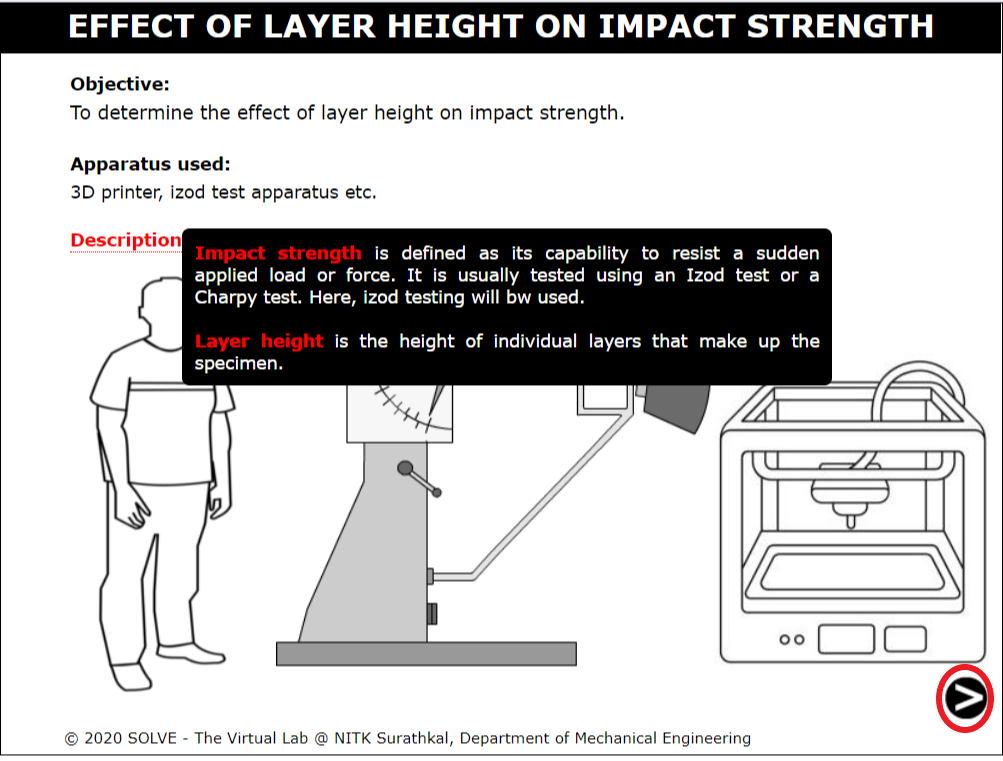 EFFECT OF LAYER HEIGHT ON IMPACT STRENGTH
Objective:
To determine the effect of layer height on impact strength.
Apparatus used:
3D printer, izod test apparatus etc.
Description
Impact strength is defined as its capability to resist a sudden
applied load or force. It is usually tested using an Izod test or a
Charpy test. Here, izod testing will bw used.
Layer height is the height of individual layers that make up the
specimen.
© 2020 SOLVE - The Virtual Lab @ NITK Surathkal, Department of Mechanical Engineering